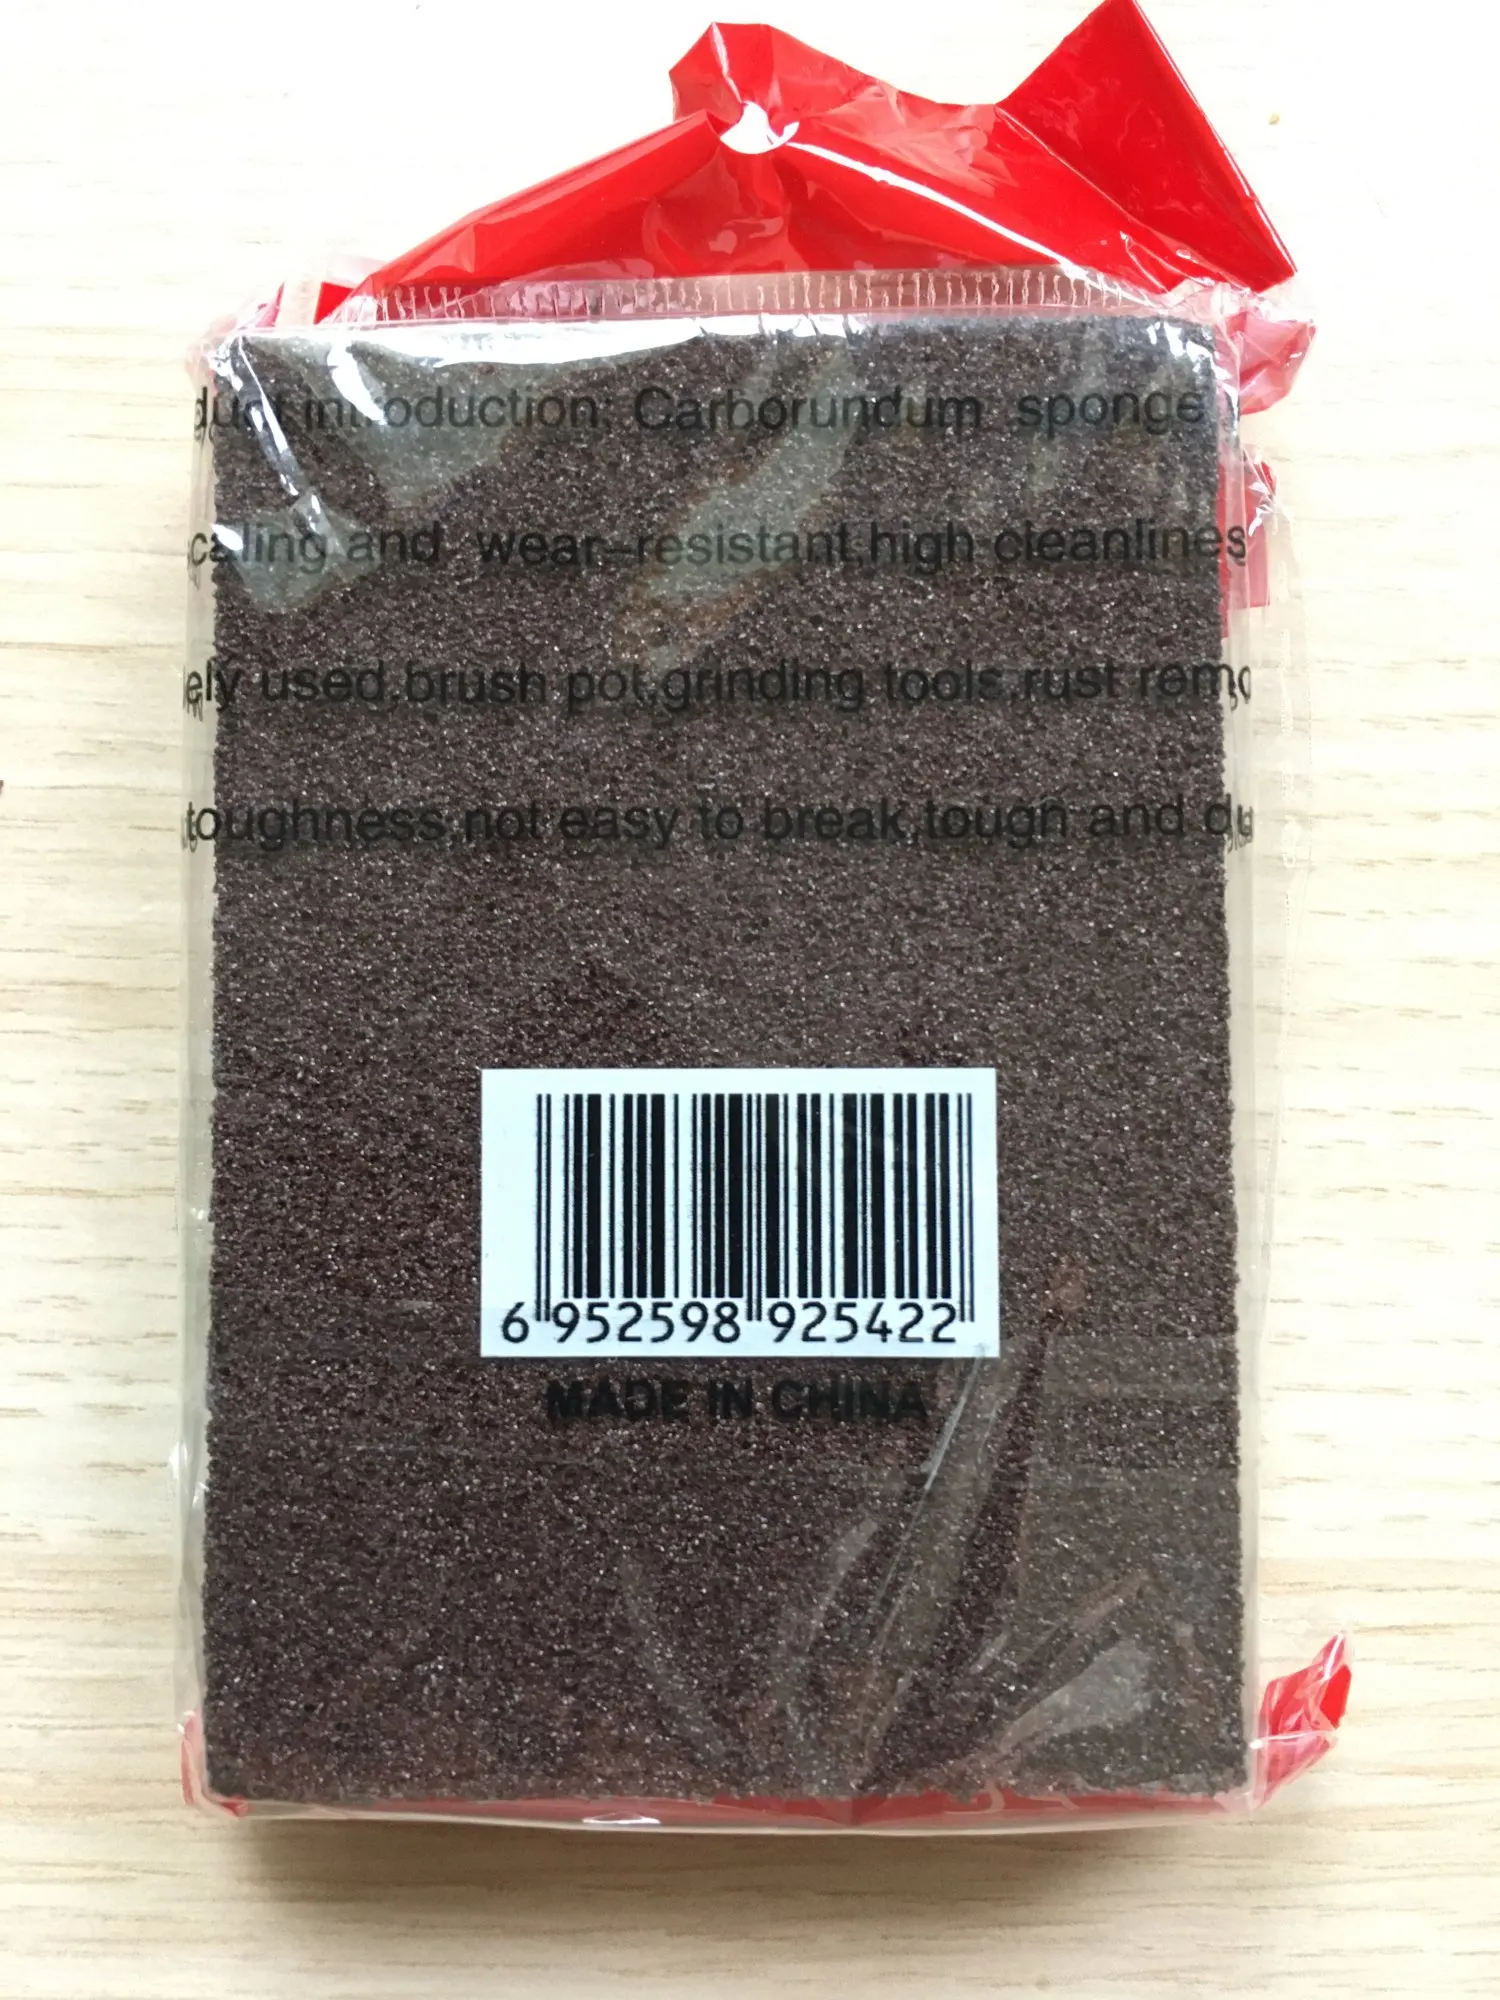 duct introduction: Carborundum sponge
caling and wear-resistant,high cleanlines
ely used,brush pot,grinding tools,rust remo
toughness,not easy to break,tough and du
6 952598 925422
MADE IN CHINA